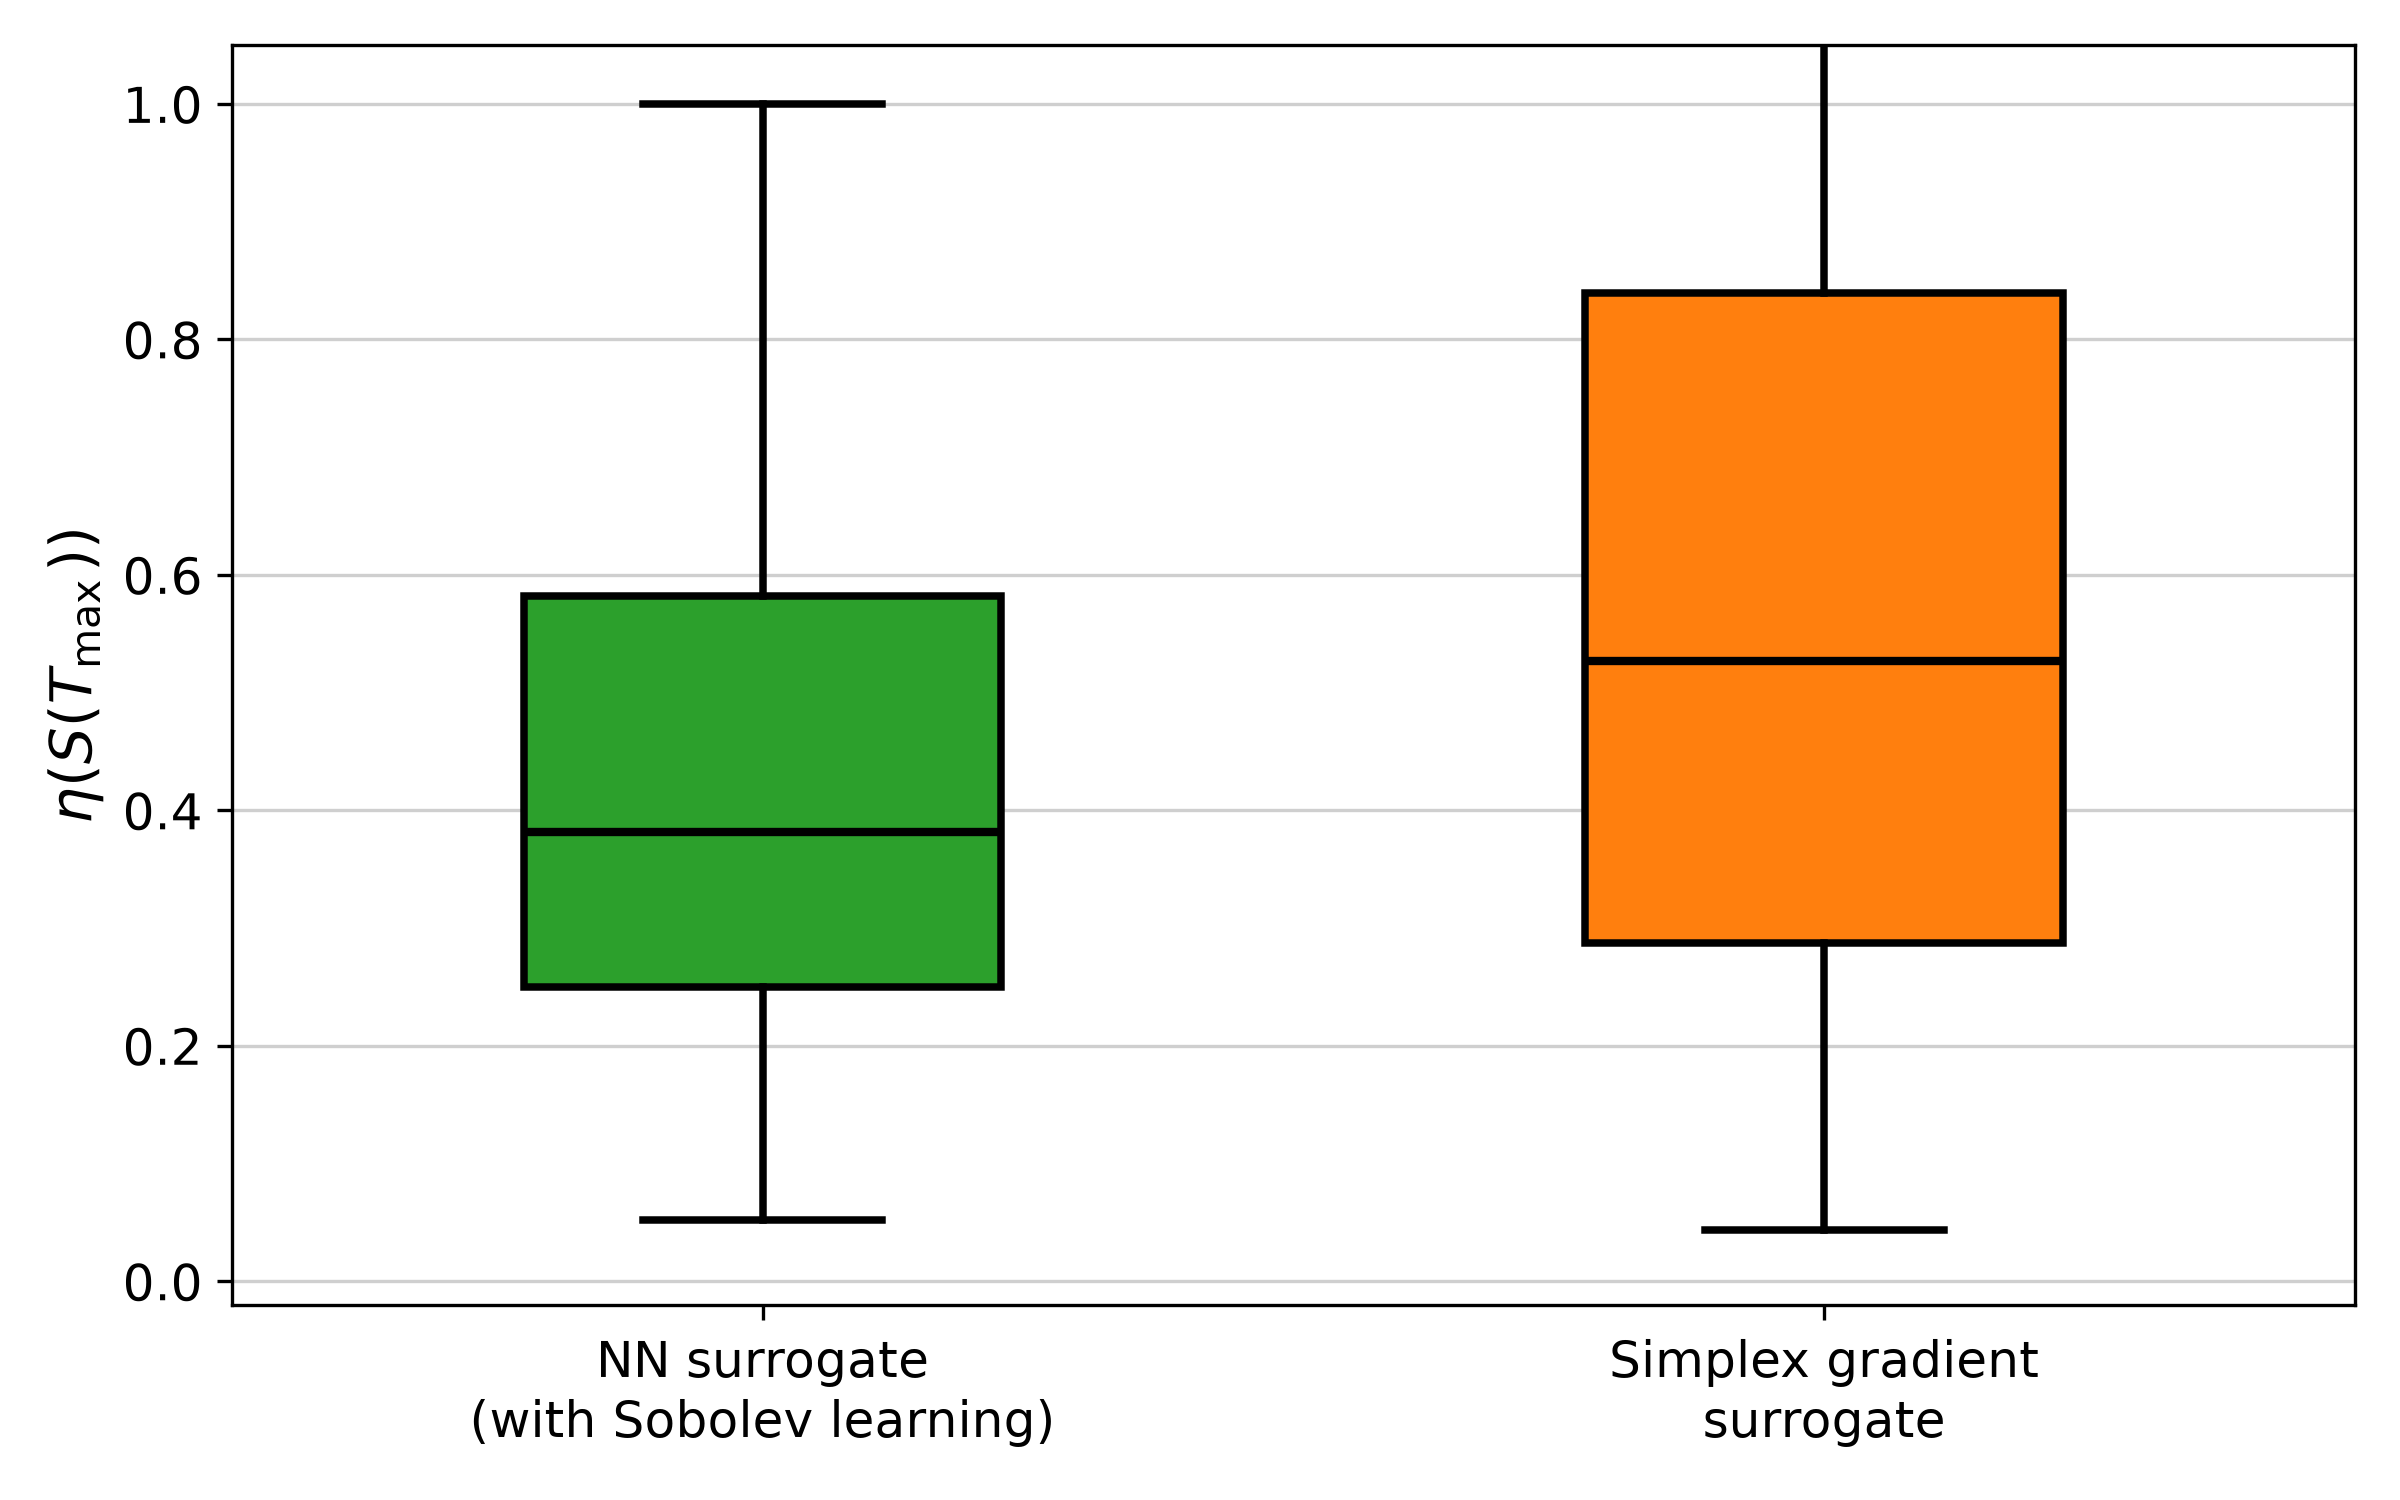 1.0
0.8
0.6
0.4
0.2
0.0
η(S(T_max))
NN surrogate
(with Sobolev learning)
Simplex gradient
surrogate